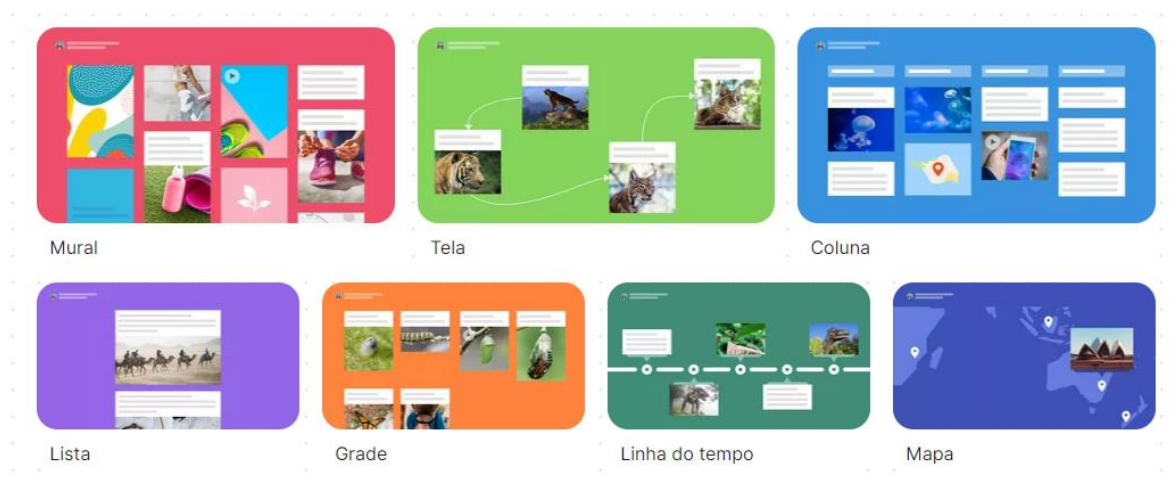 Mural
Tela
Coluna
Lista
Grade
Linha do tempo
Mapa